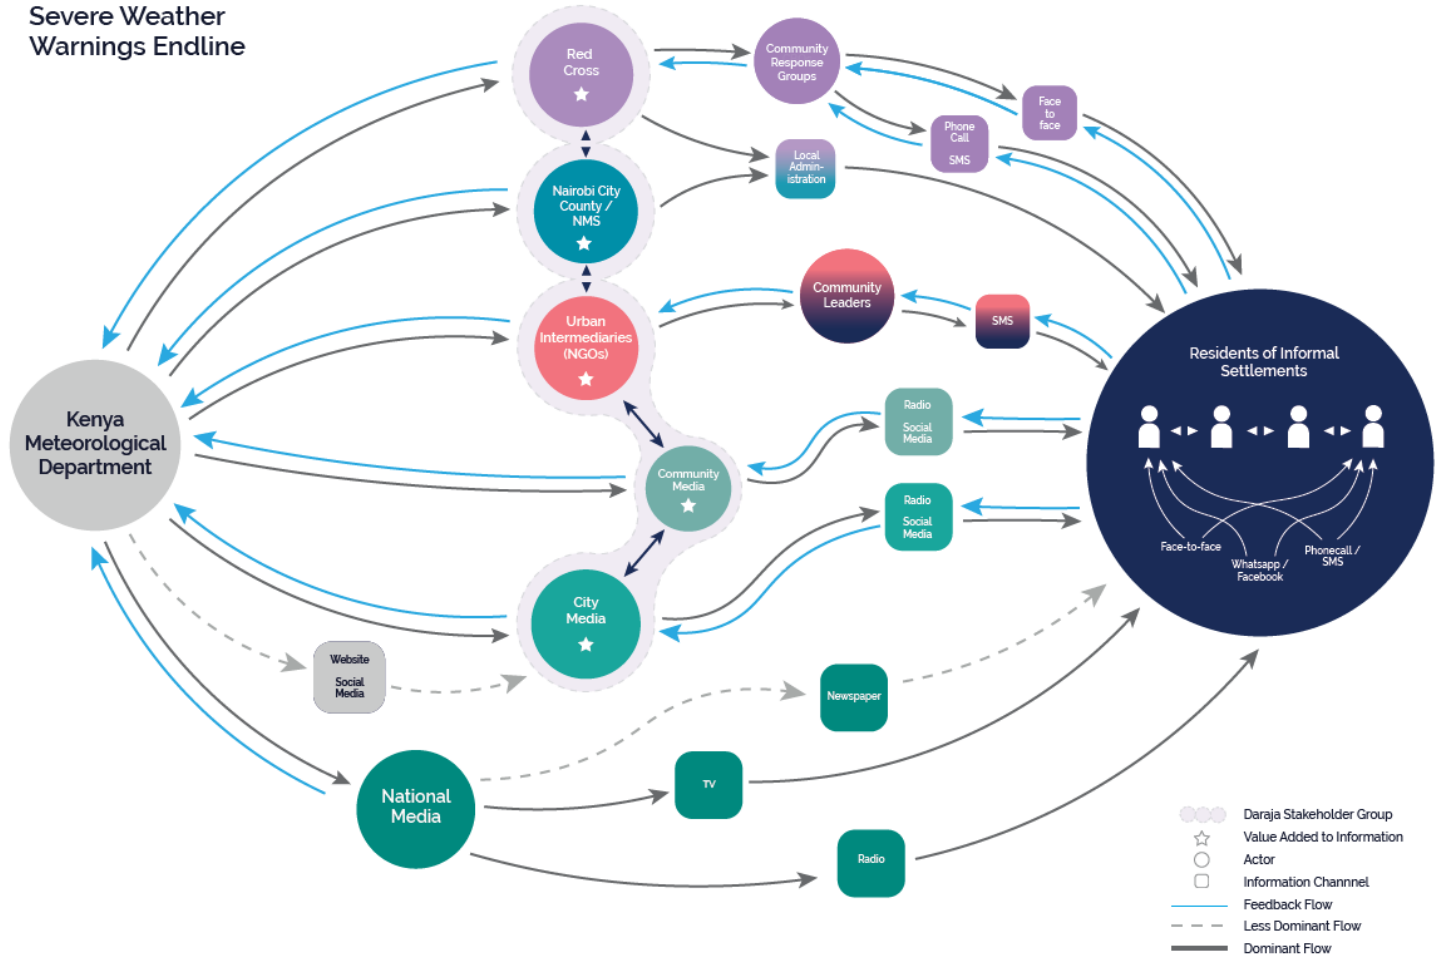 Severe Weather
Warnings Endline
Red
Cross
Community
Response
Groups
Face
to
face
Phone
Call
SMS
Local
Admin-
istration
Nairobi City
County /
NMS
Community
Leaders
SMS
Urban
Intermediaries
(NGOs)
Residents of Informal
Settlements
Kenya
Meteorological
Department
Radio
Social
Media
Community
Media
Radio
Social
Media
Face-to-face
Whatsapp /
Facebook
Phonecall /
SMS
City
Media
Website
Social
Media
Newspaper
National
Media
TV
Radio
Daraja Stakeholder Group
Value Added to Information
Actor
Information Channnel
Feedback Flow
Less Dominant Flow
Dominant Flow